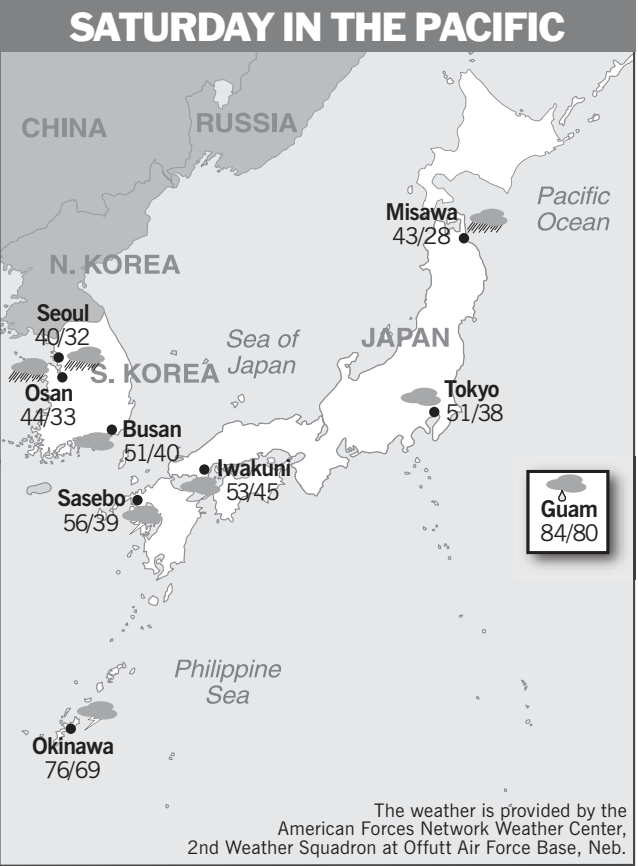 SATURDAY IN THE PACIFIC
CHINA
RUSSIA
Pacific
Ocean
Misawa
43/28
N. KOREA
Seoul
40/32
Sea of
Japan
JAPAN
S. KOREA
Osan
44/33
Tokyo
51/38
Busan
51/40
Iwakuni
53/45
Sasebo
56/39
Guam
84/80
Philippine
Sea
Okinawa
76/69
The weather is provided by the
American Forces Network Weather Center,
2nd Weather Squadron at Offutt Air Force Base, Neb.